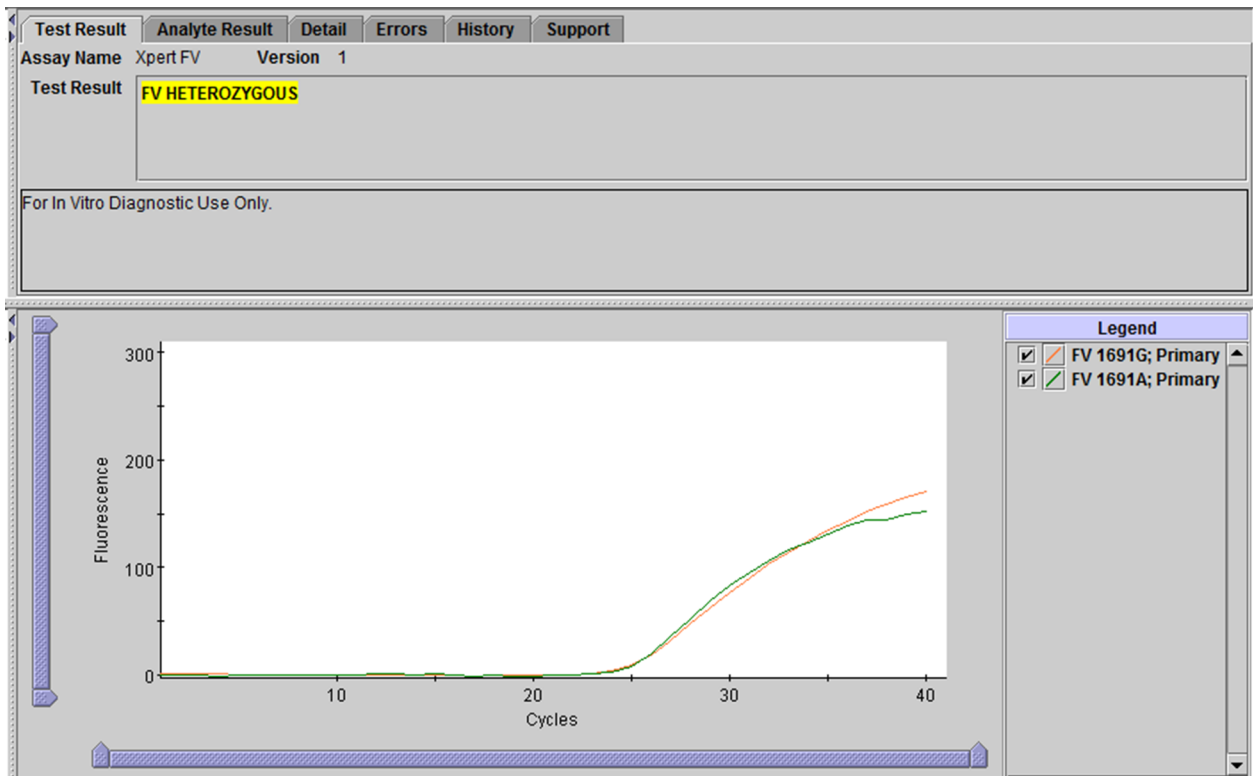 Test Result Analyte Result Detail Errors History Support
Assay Name Xpert FV Version 1
Test Result FV HETEROZYGOUS
For In Vitro Diagnostic Use Only.
300
200
100
0
Fluorescence
10 20 30 40
Cycles
Legend
FV 1691G; Primary
FV 1691A; Primary